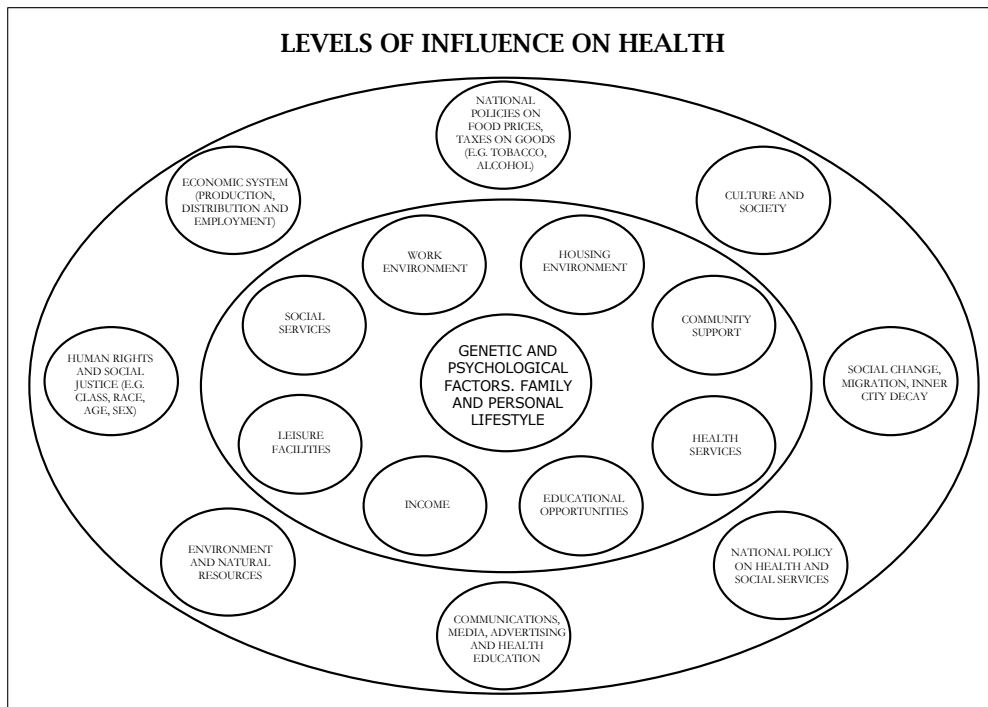 LEVELS OF INFLUENCE ON HEALTH
NATIONAL
POLICIES ON
FOOD PRICES,
TAXES ON GOODS
(E.G. TOBACCO,
ALCOHOL)
ECONOMIC SYSTEM
(PRODUCTION,
DISTRIBUTION AND
EMPLOYMENT)
CULTURE AND
SOCIETY
WORK
ENVIRONMENT
HOUSING
ENVIRONMENT
SOCIAL
SERVICES
COMMUNITY
SUPPORT
HUMAN RIGHTS
AND SOCIAL
JUSTICE (E.G.
CLASS, RACE,
AGE, SEX)
GENETIC AND
PSYCHOLOGICAL
FACTORS. FAMILY
AND PERSONAL
LIFESTYLE
SOCIAL CHANGE,
MIGRATION, INNER
CITY DECAY
LEISURE
FACILITIES
HEALTH
SERVICES
INCOME
EDUCATIONAL
OPPORTUNITIES
ENVIRONMENT
AND NATURAL
RESOURCES
NATIONAL POLICY
ON HEALTH AND
SOCIAL SERVICES
COMMUNICATIONS,
MEDIA, ADVERTISING
AND HEALTH
EDUCATION